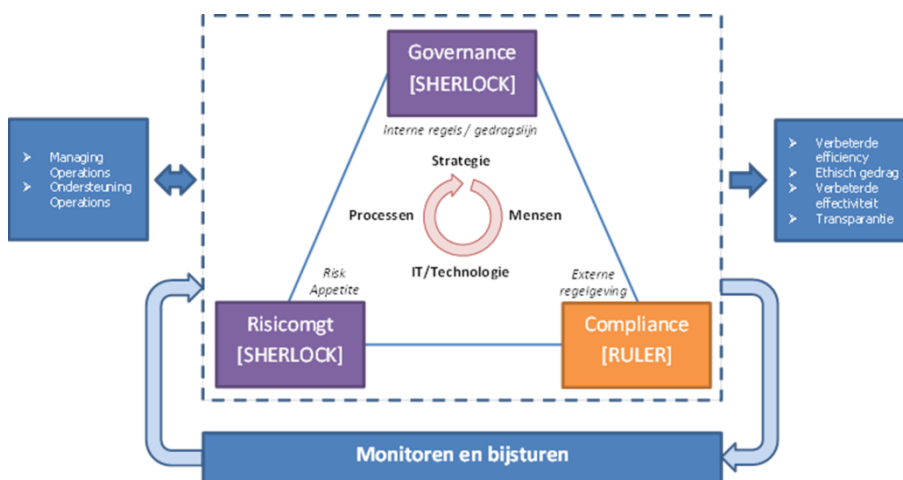 Governance
[SHERLOCK]
Interne regels / gedragslijn
➢ Managing
Operations
➢ Ondersteuning
Operations
Strategie
Processen
Mensen
IT/Technologie
➢ Verbeterde
efficiency
➢ Ethisch gedrag
➢ Verbeterde
effectiviteit
➢ Transparantie
Risk
Appetite
Externe
regelgeving
Risicomgt
[SHERLOCK]
Compliance
[RULER]
Monitoren en bijsturen